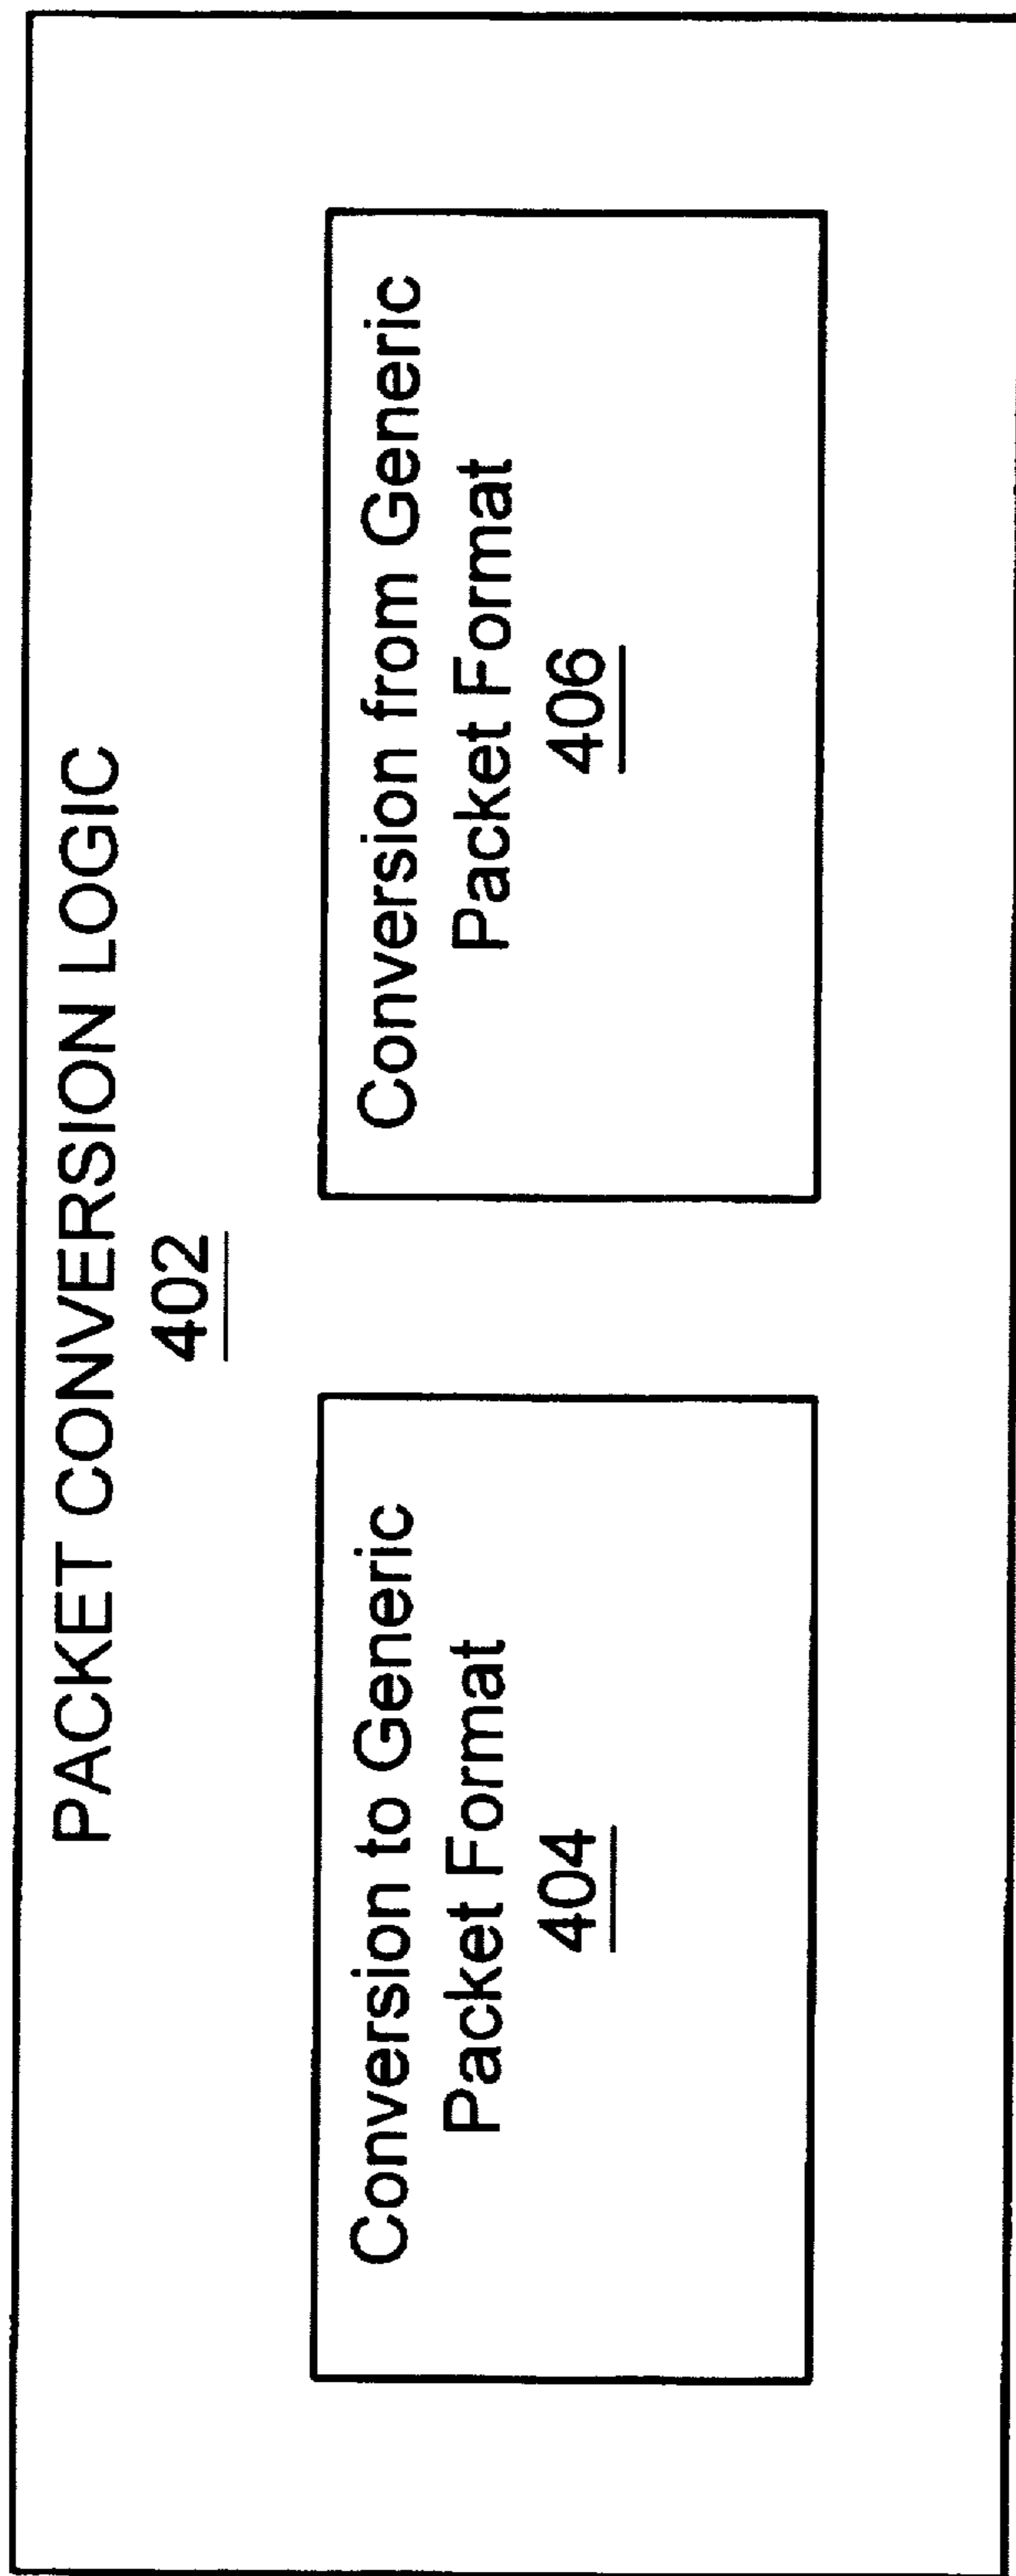 PACKET CONVERSION LOGIC
402
Conversion to Generic
Packet Format
404
Conversion from Generic
Packet Format
406